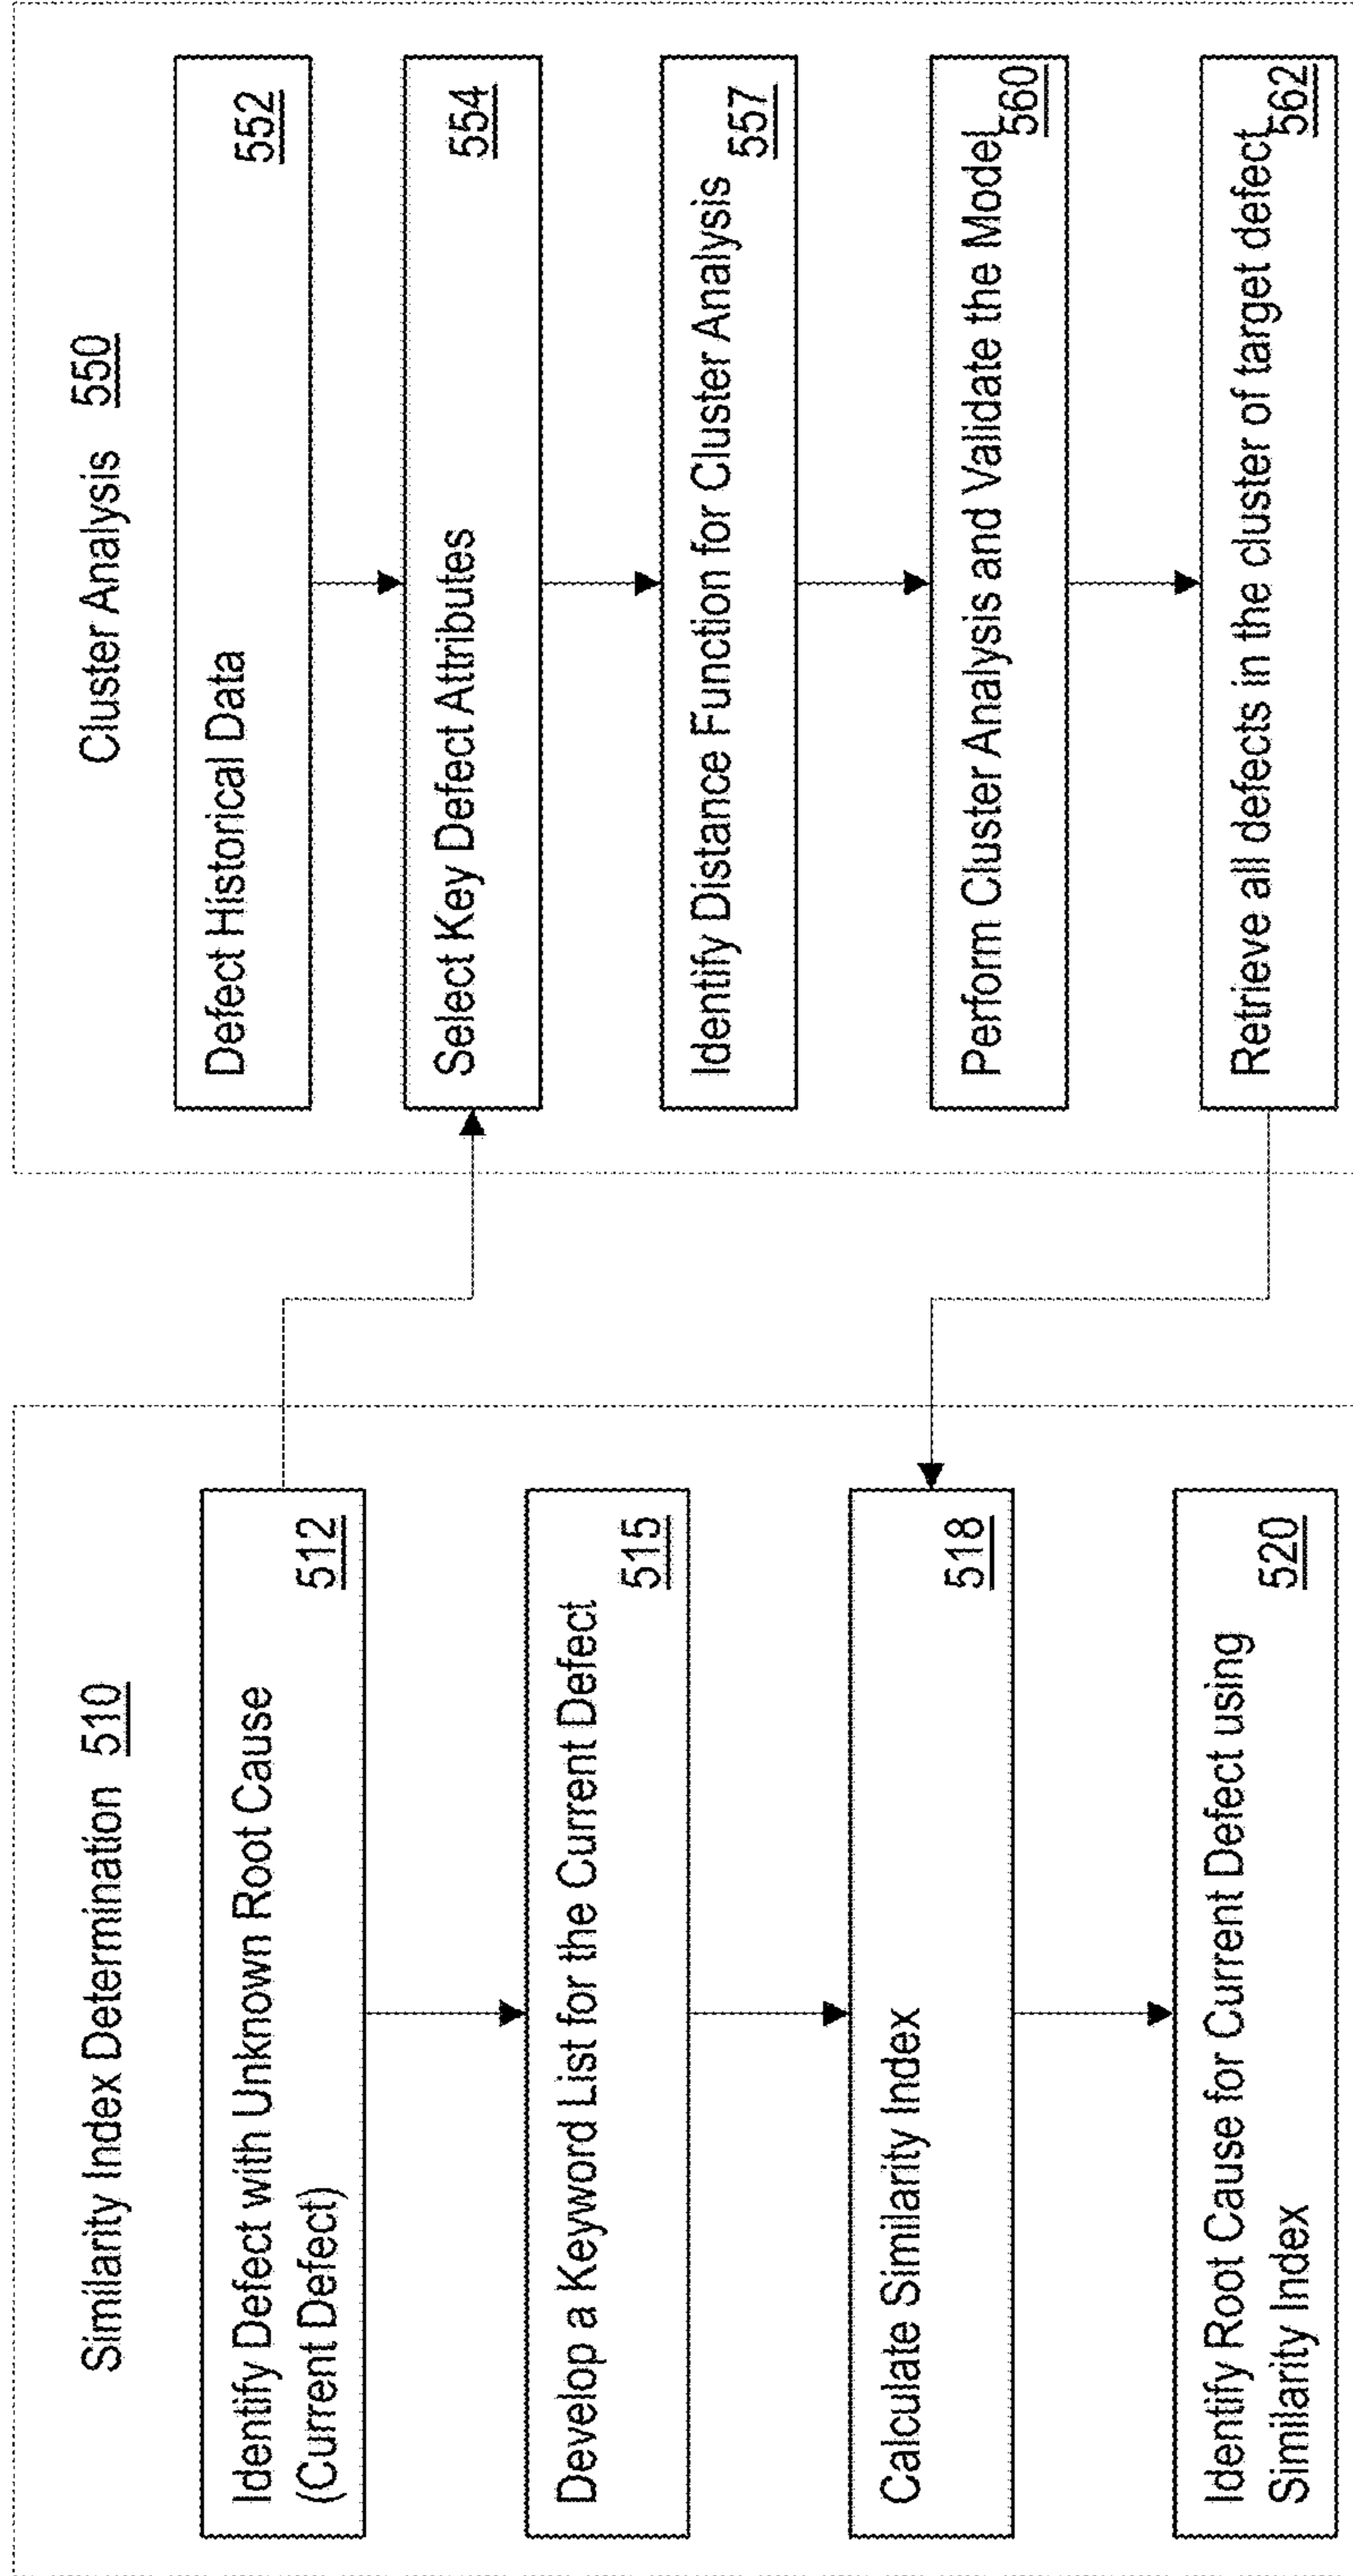 Similarity Index Determination 510
Identify Defect with Unknown Root Cause
(Current Defect)
512
Develop a Keyword List for the Current Defect
515
Calculate Similarity Index
518
Identify Root Cause for Current Defect using
Similarity Index
520
Cluster Analysis 550
Defect Historical Data
552
Select Key Defect Attributes
554
Identify Distance Function for Cluster Analysis
557
Perform Cluster Analysis and Validate the Model
560
Retrieve all defects in the cluster of target defect
562